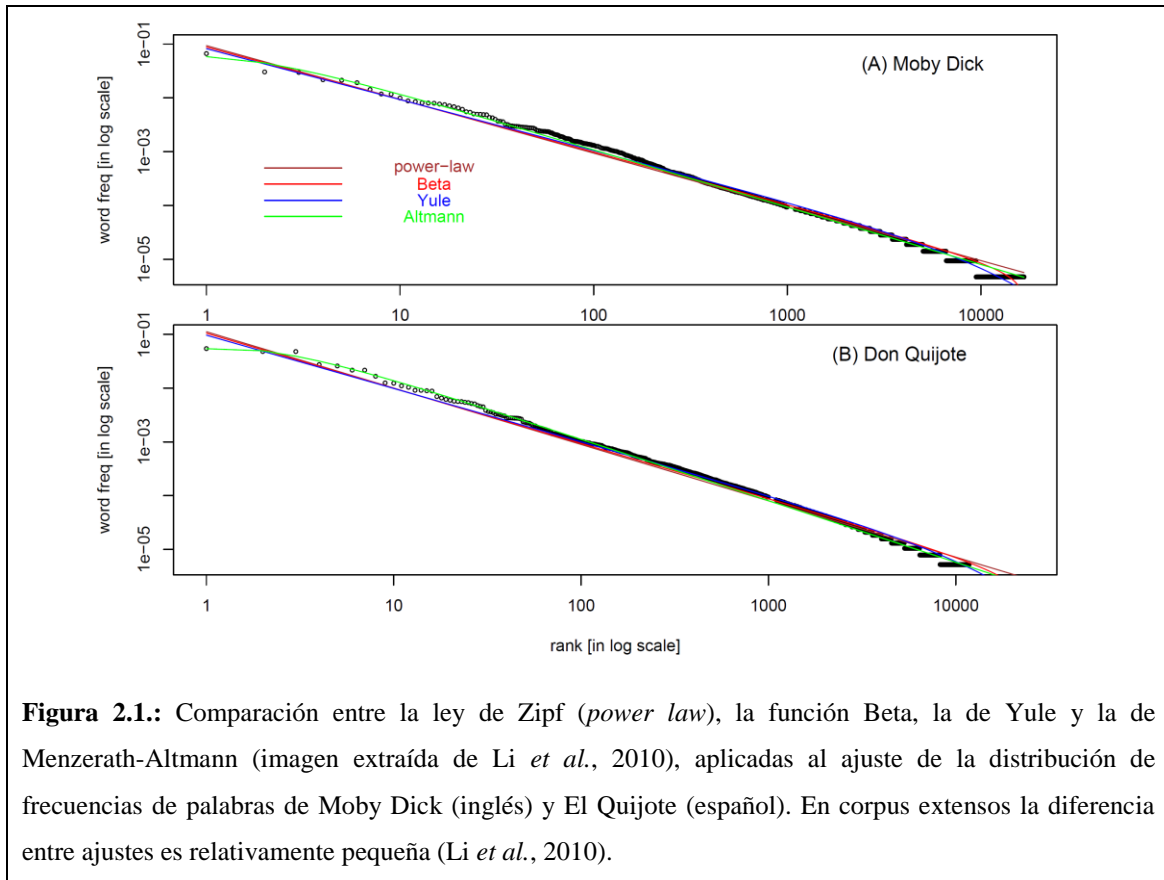 1e−01
word freq [in log scale]
1e−03
1e−05
(A) Moby Dick
power−law
Beta
Yule
Altmann
1
10
100
1000
10000
1e−01
word freq [in log scale]
1e−03
1e−05
(B) Don Quijote
1
10
100
1000
10000
rank [in log scale]
Figura 2.1.: Comparación entre la ley de Zipf (power law), la función Beta, la de Yule y la de
Menzerath-Altmann (imagen extraída de Li et al., 2010), aplicadas al ajuste de la distribución de
frecuencias de palabras de Moby Dick (inglés) y El Quijote (español). En corpus extensos la diferencia
entre ajustes es relativamente pequeña (Li et al., 2010).